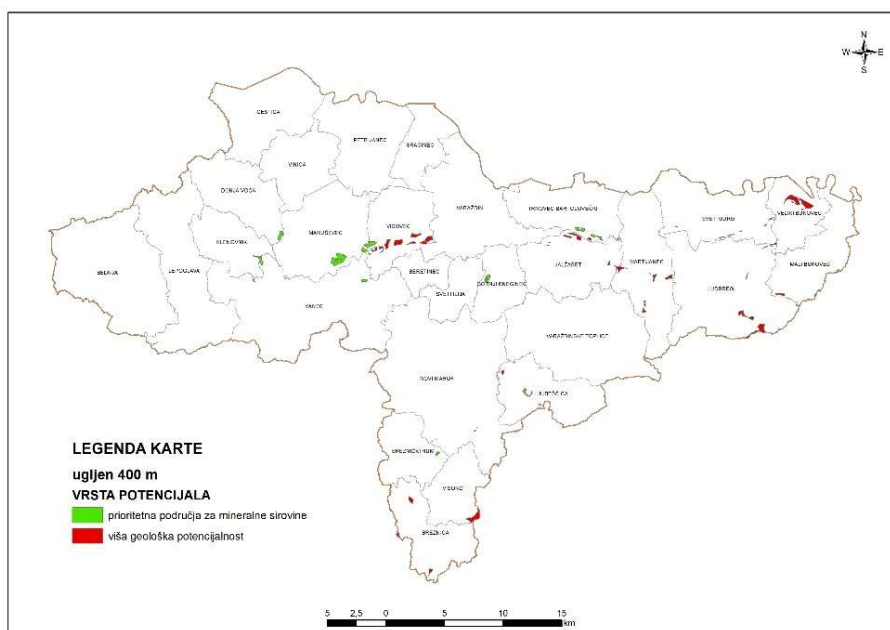 N
W E
S
CESTICA
PETRIJANEC
SRAČINEC
VINICA
DONJA VOĆA
VARAŽDIN
TRNOVEC BARTOLOVEČKI
SVETI ĐURĐ
VELIKI BUKOVEC
MARUŠEVEC
VIDOVEC
KLENOVNIK
BEDNJA
LEPOGLAVA
BERETINEC
GORNJI KNEGINEC
JALŽABET
MARTIJANEC
MALI BUKOVEC
LUDBREG
IVANEC
SVETI ILIJA
VARAŽDINSKE TOPLICE
NOVI MAROF
LJUBEŠĆICA
BREZNIČKI HUM
VISOKO
BREZNICA
LEGENDA KARTE
ugljen 400 m
VRSTA POTENCIJALA
prioritetna područja za mineralne sirovine
viša geološka potencijalnost
5 2,5 0 5 10 15
km